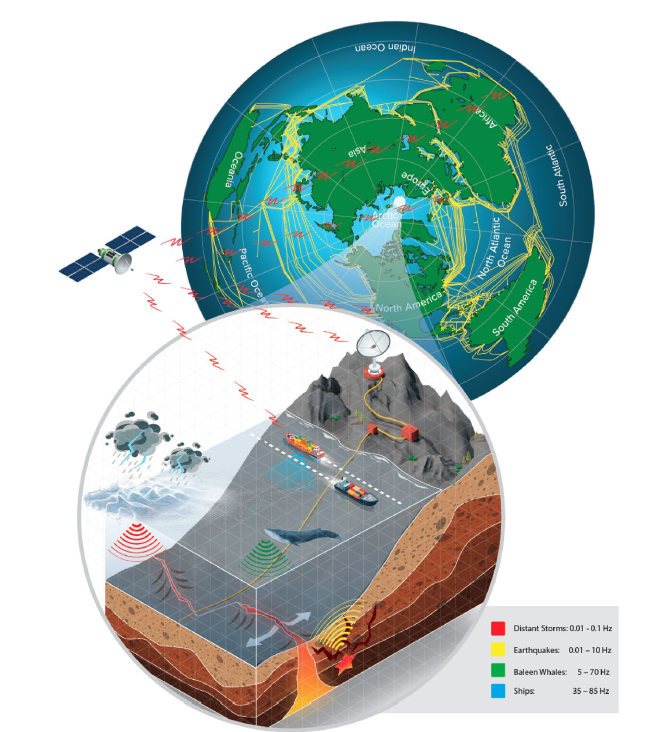 Indian Ocean
Africa
Asia
Oceania
Europe
South Atlantic
Arctic
Ocean
North Atlantic
Ocean
Pacific Ocea
North America
South America
Distant Storms: 0.01 - 0.1 Hz
Earthquakes: 0.01 – 10 Hz
Baleen Whales: 5 – 70 Hz
Ships: 35 – 85 Hz